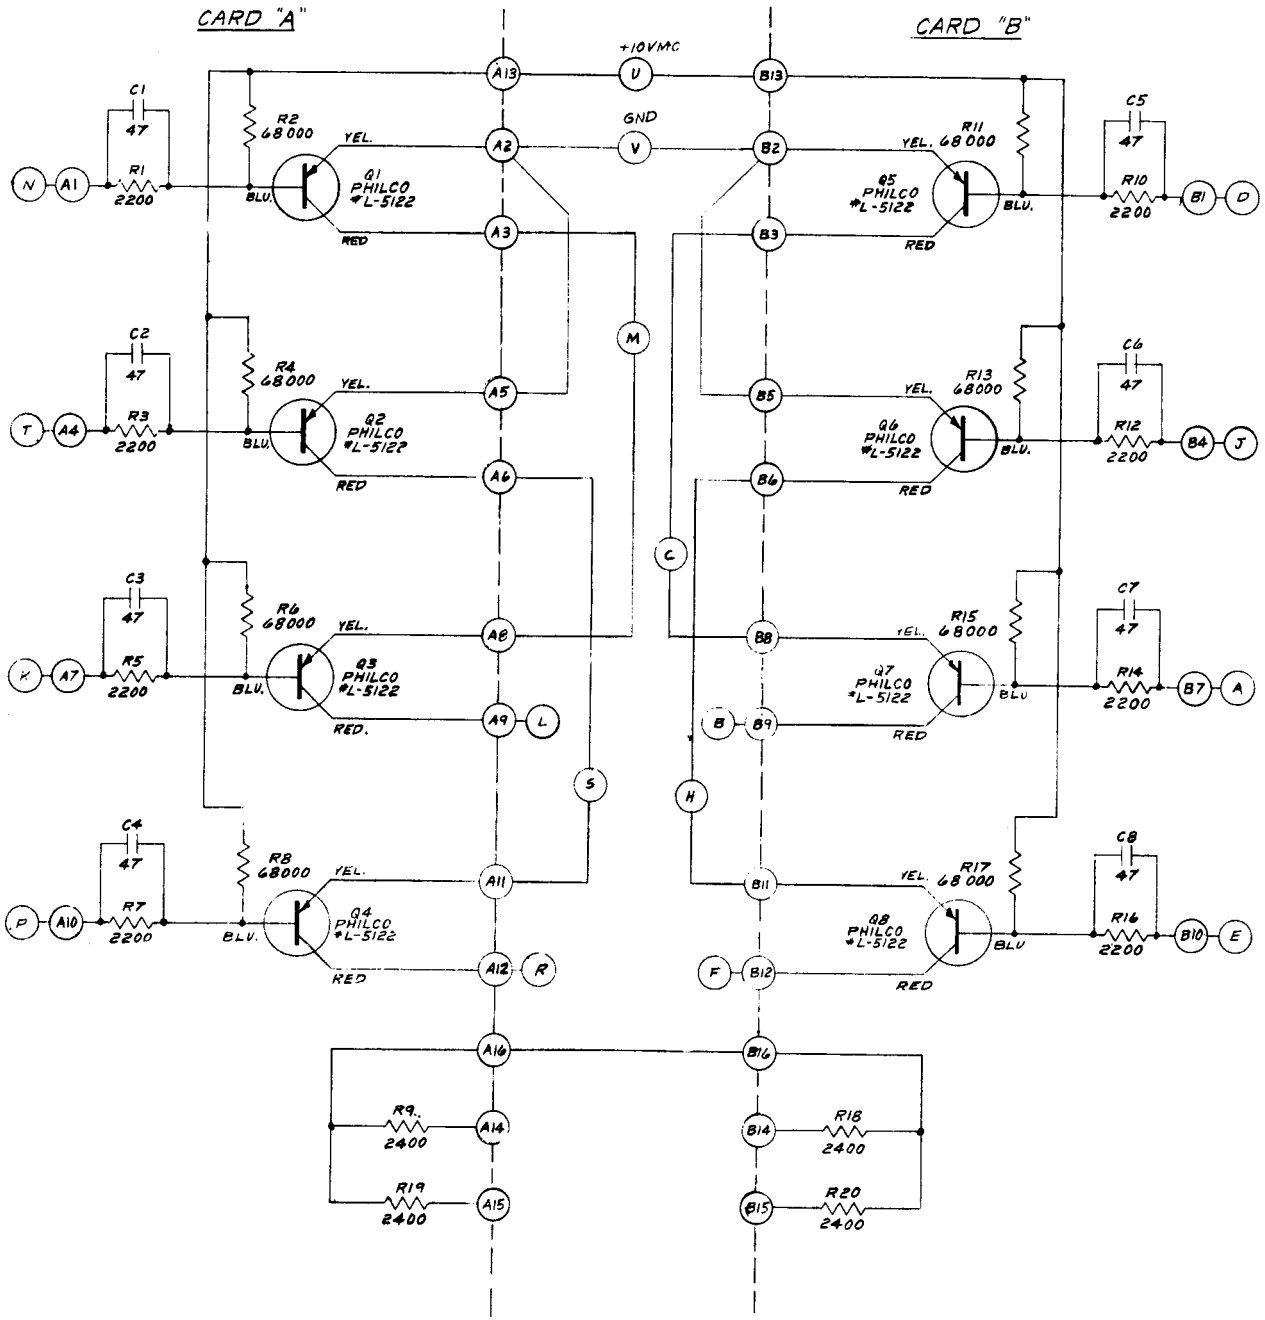 CARD "A"
CARD "B"
+10VMC
A13
U
B13
C1
47
R2
68000
R11
68000
C5
47
GND
YEL.
A2
V
B2
YEL.
N
A1
R1
2200
BLU.
Q1
PHILCO
#L-5122
Q5
PHILCO
#L-5122
BLU.
R10
2200
B1
D
RED
A3
B3
RED
M
C2
47
R4
68000
R13
68000
C6
47
YEL.
A5
B5
YEL.
T
A4
R3
2200
BLU.
Q2
PHILCO
#L-5122
Q6
PHILCO
#L-5122
BLU.
R12
2200
B4
J
RED
A6
B6
RED
C
C3
47
R6
68000
R15
68000
C7
47
YEL.
A8
B8
YEL.
K
A7
R5
2200
BLU.
Q3
PHILCO
#L-5122
Q7
PHILCO
#L-5122
BLU
R14
2200
B7
A
RED.
A9
L
B
B9
RED
S
H
C4
47
R8
68000
R17
68000
C8
47
YEL.
A11
B11
YEL.
P
A10
R7
2200
BLU.
Q4
PHILCO
#L-5122
Q8
PHILCO
#L-5122
BLU
R16
2200
B10
E
RED
A12
R
F
B12
RED
A16
B16
R9.
2400
A14
B14
R18
2400
R19
2400
A15
B15
R20
2400